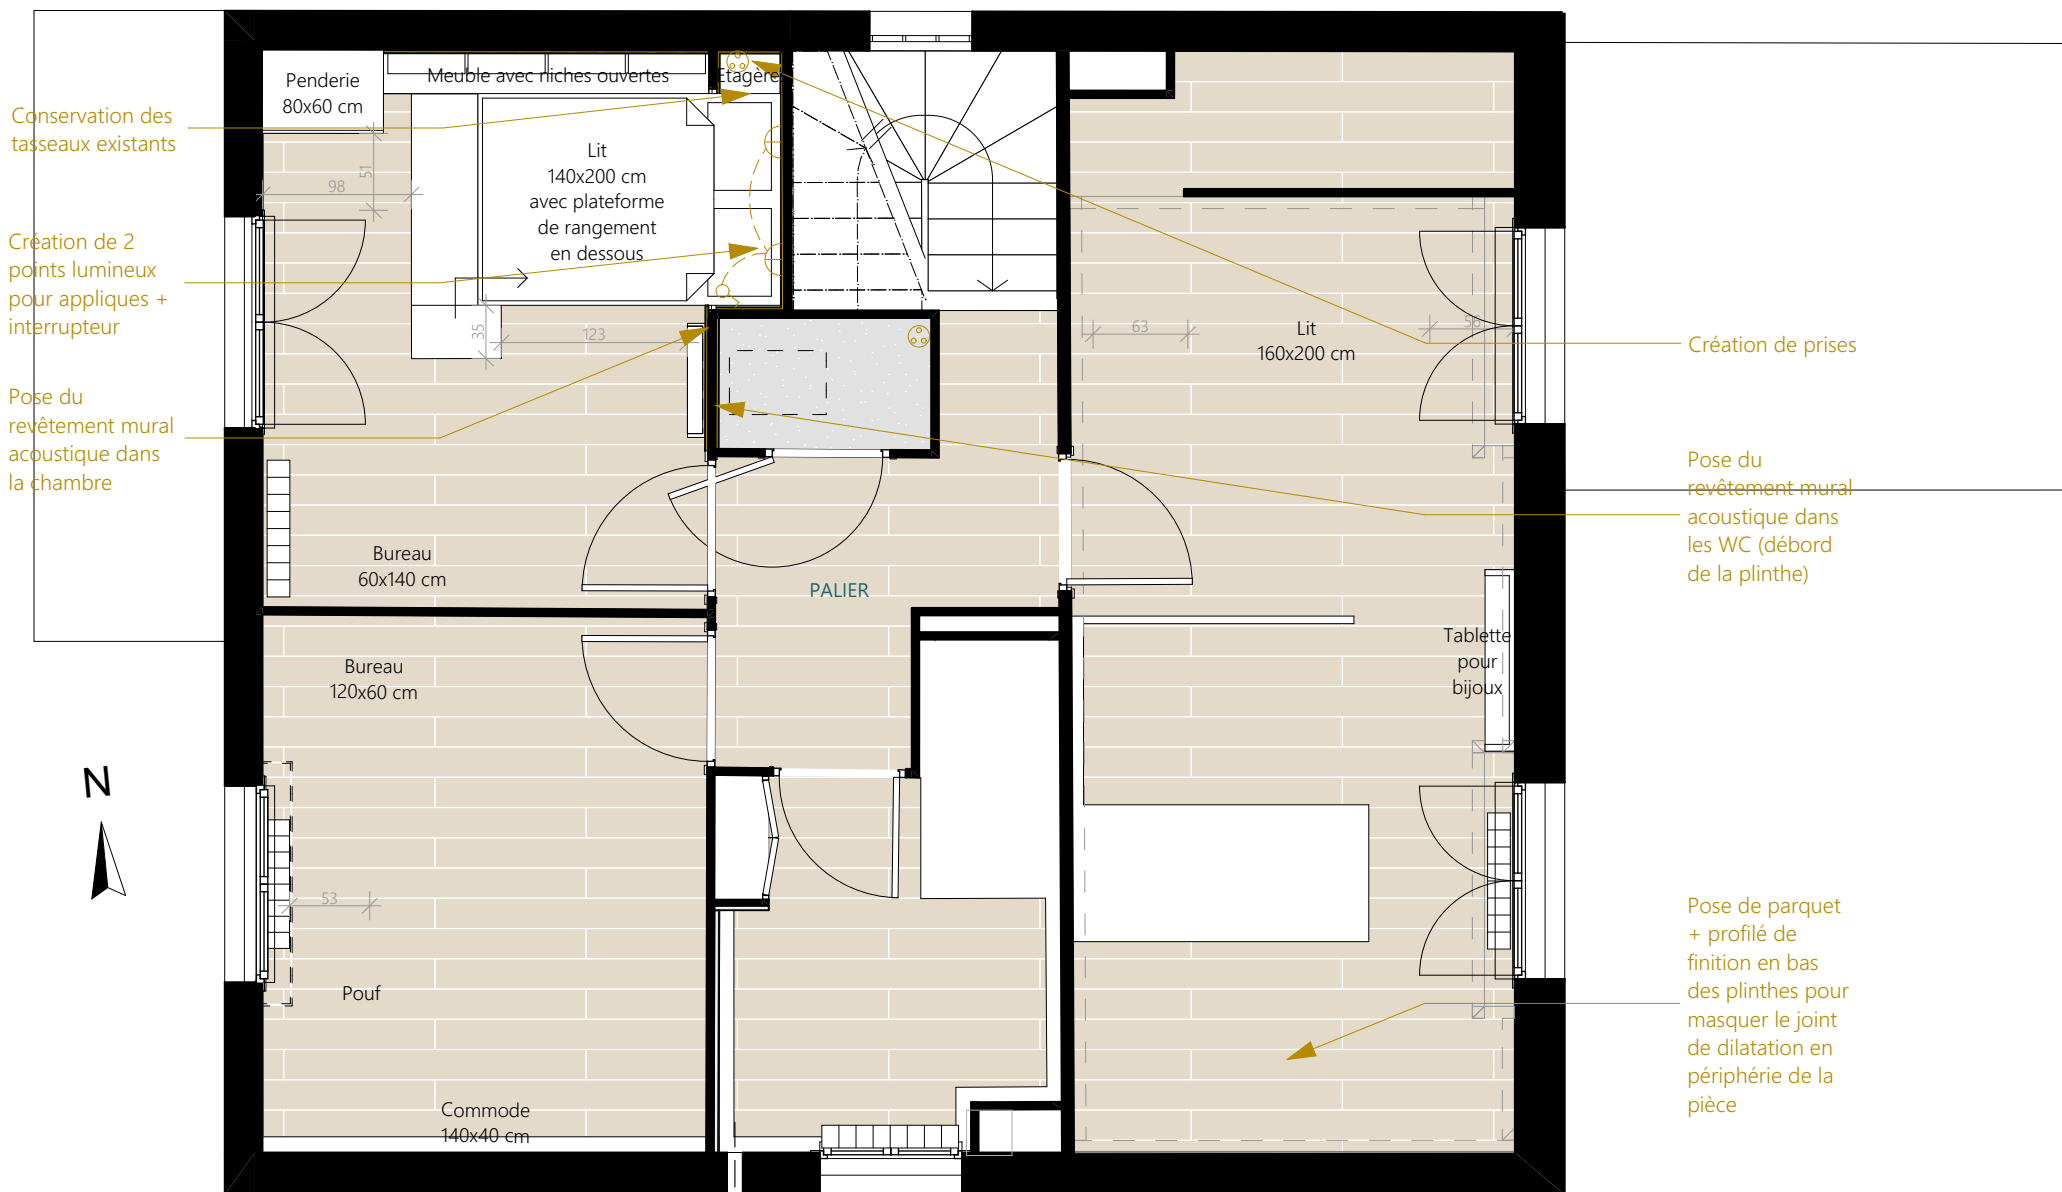 Penderie
80x60 cm
Meuble avec niches ouvertes
Etagère
Conservation des
tasseaux existants
Lit
140x200 cm
avec plateforme
de rangement
en dessous
98
51
Création de 2
points lumineux
pour appliques +
interrupteur
35
123
63
56
Lit
160x200 cm
Création de prises
Pose du
revêtement mural
acoustique dans
la chambre
Pose du
revêtement mural
acoustique dans
les WC (débord
de la plinthe)
Bureau
60x140 cm
PALIER
Bureau
120x60 cm
Tablette
pour
bijoux
N
53
Pouf
Pose de parquet
+ profilé de
finition en bas
des plinthes pour
masquer le joint
de dilatation en
périphérie de la
pièce
Commode
140x40 cm